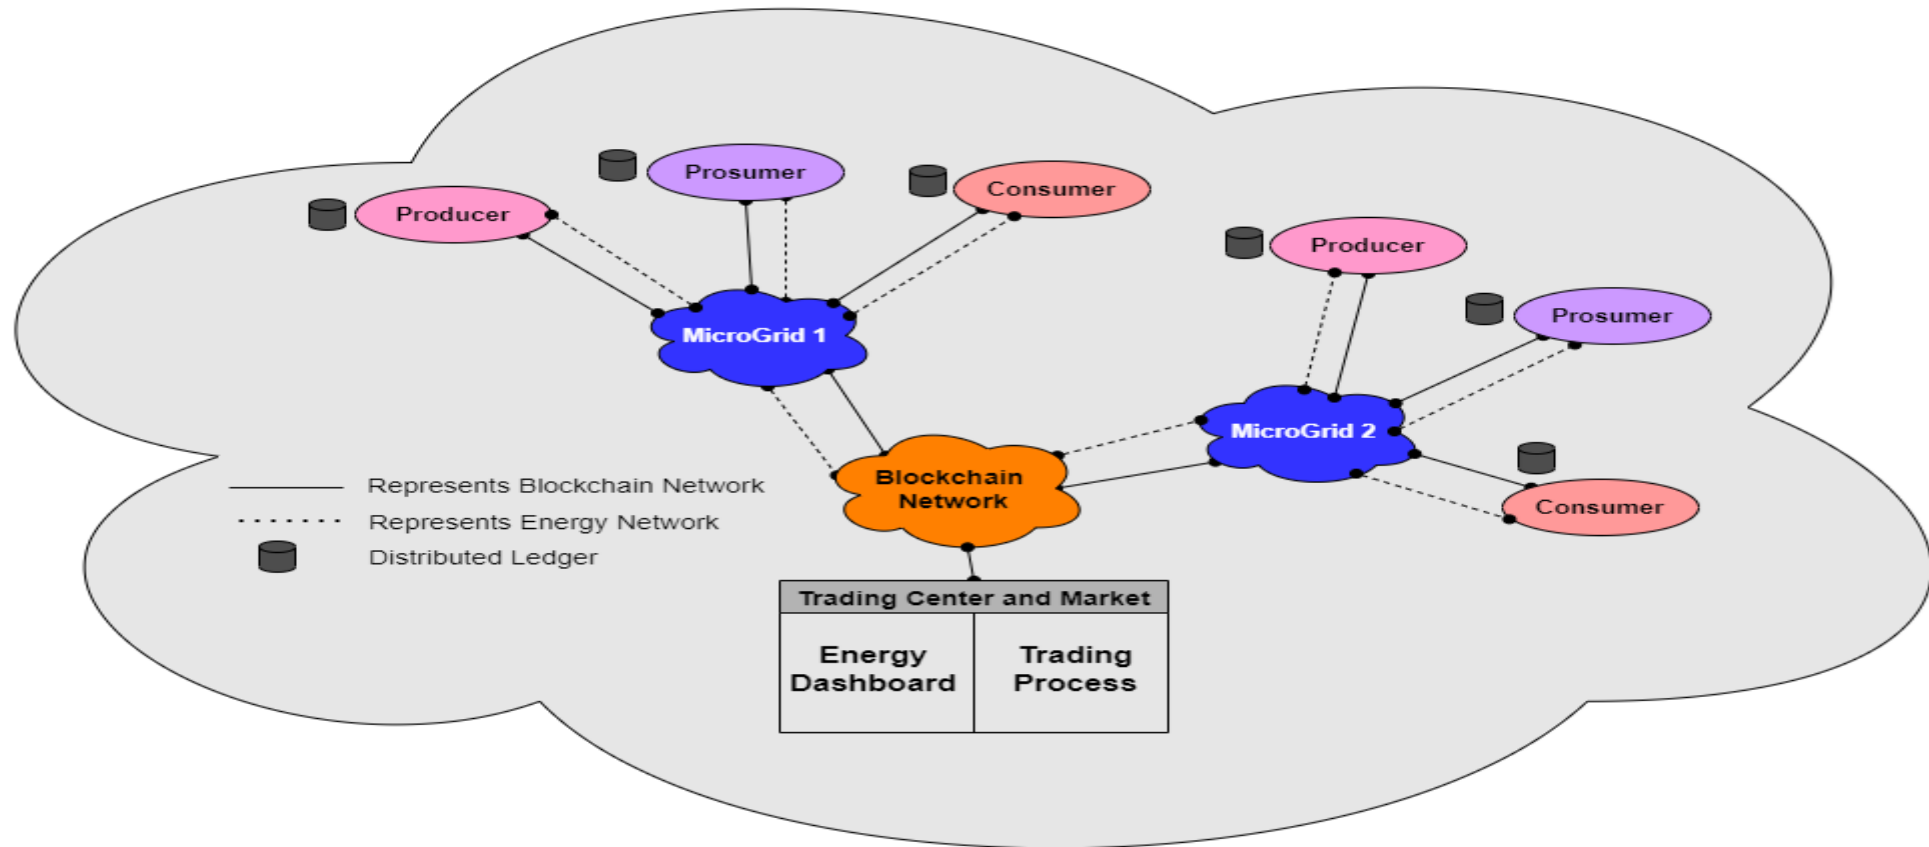 Prosumer
Consumer
Producer
Producer
Prosumer
MicroGrid 1
MicroGrid 2
Blockchain
Network
Consumer
Represents Blockchain Network
Represents Energy Network
Distributed Ledger
Trading Center and Market
Energy
Dashboard
Trading
Process